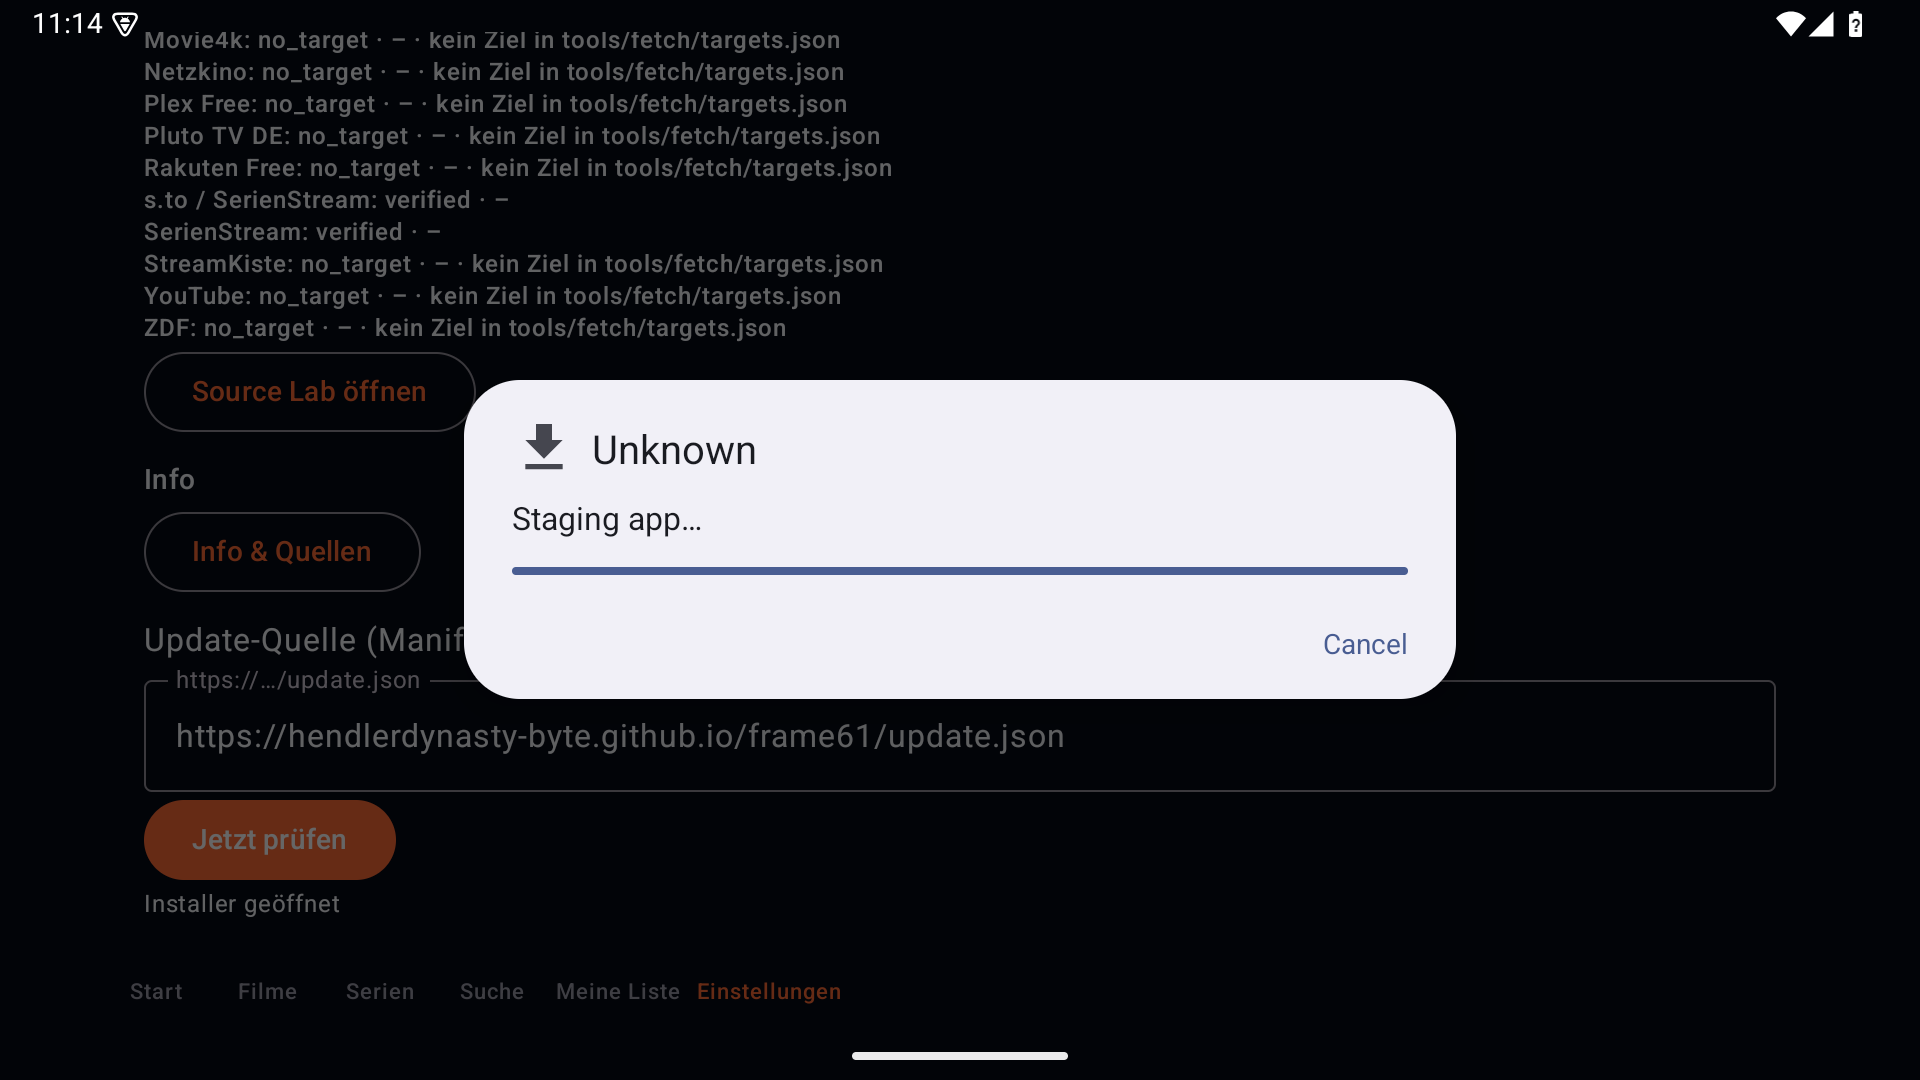 11:14
Movie4k: no_target · – · kein Ziel in tools/fetch/targets.json
Netzkino: no_target · – · kein Ziel in tools/fetch/targets.json
Plex Free: no_target · – · kein Ziel in tools/fetch/targets.json
Pluto TV DE: no_target · – · kein Ziel in tools/fetch/targets.json
Rakuten Free: no_target · – · kein Ziel in tools/fetch/targets.json
s.to / SerienStream: verified · –
SerienStream: verified · –
StreamKiste: no_target · – · kein Ziel in tools/fetch/targets.json
YouTube: no_target · – · kein Ziel in tools/fetch/targets.json
ZDF: no_target · – · kein Ziel in tools/fetch/targets.json
Source Lab öffnen
Info
Info & Quellen
Unknown
Staging app…
Cancel
Update-Quelle (Manif
https://…/update.json
https://hendlerdynasty-byte.github.io/frame61/update.json
Jetzt prüfen
Installer geöffnet
Start Filme Serien Suche Meine Liste Einstellungen